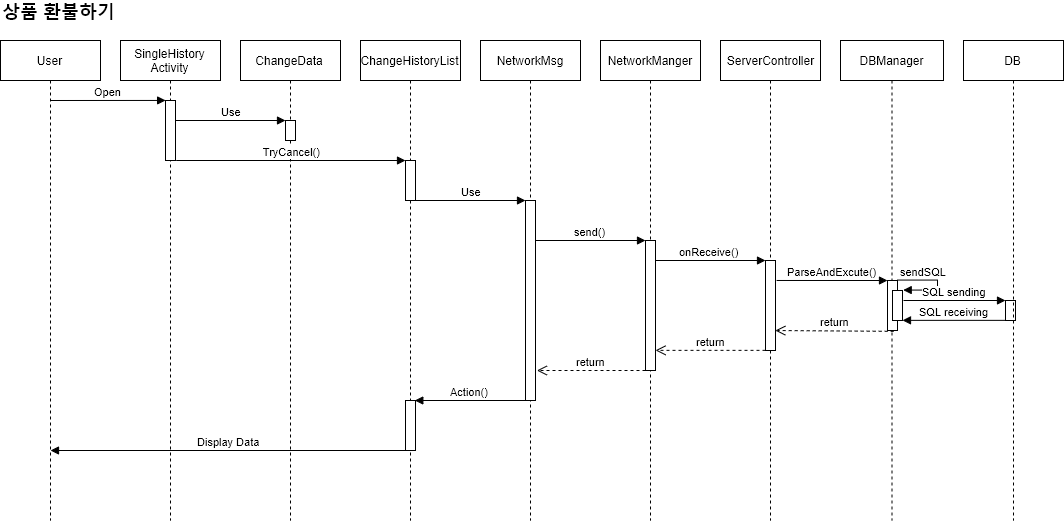 상품 환불하기
User
SingleHistory
Activity
ChangeData
ChangeHistoryList
NetworkMsg
NetworkManger
ServerController
DBManager
DB
Open
Use
TryCancel()
Use
send()
onReceive()
ParseAndExcute()
sendSQL
SQL sending
SQL receiving
return
return
return
Action()
Display Data